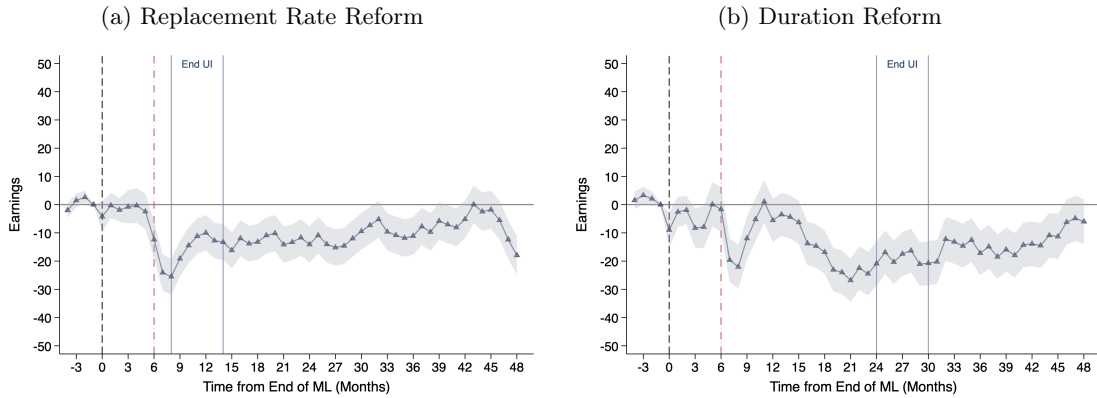 (a) Replacement Rate Reform
50
40
30
20
10
0
-10
-20
-30
-40
-50
Earnings
End UI
-3 0 3 6 8 9 12 14 15 18 21 24 27 30 33 36 39 42 45 48
Time from End of ML (Months)
(b) Duration Reform
50
40
30
20
10
0
-10
-20
-30
-40
-50
Earnings
End UI
-3 0 3 6 9 12 15 18 21 24 27 30 33 36 39 42 45 48
Time from End of ML (Months)